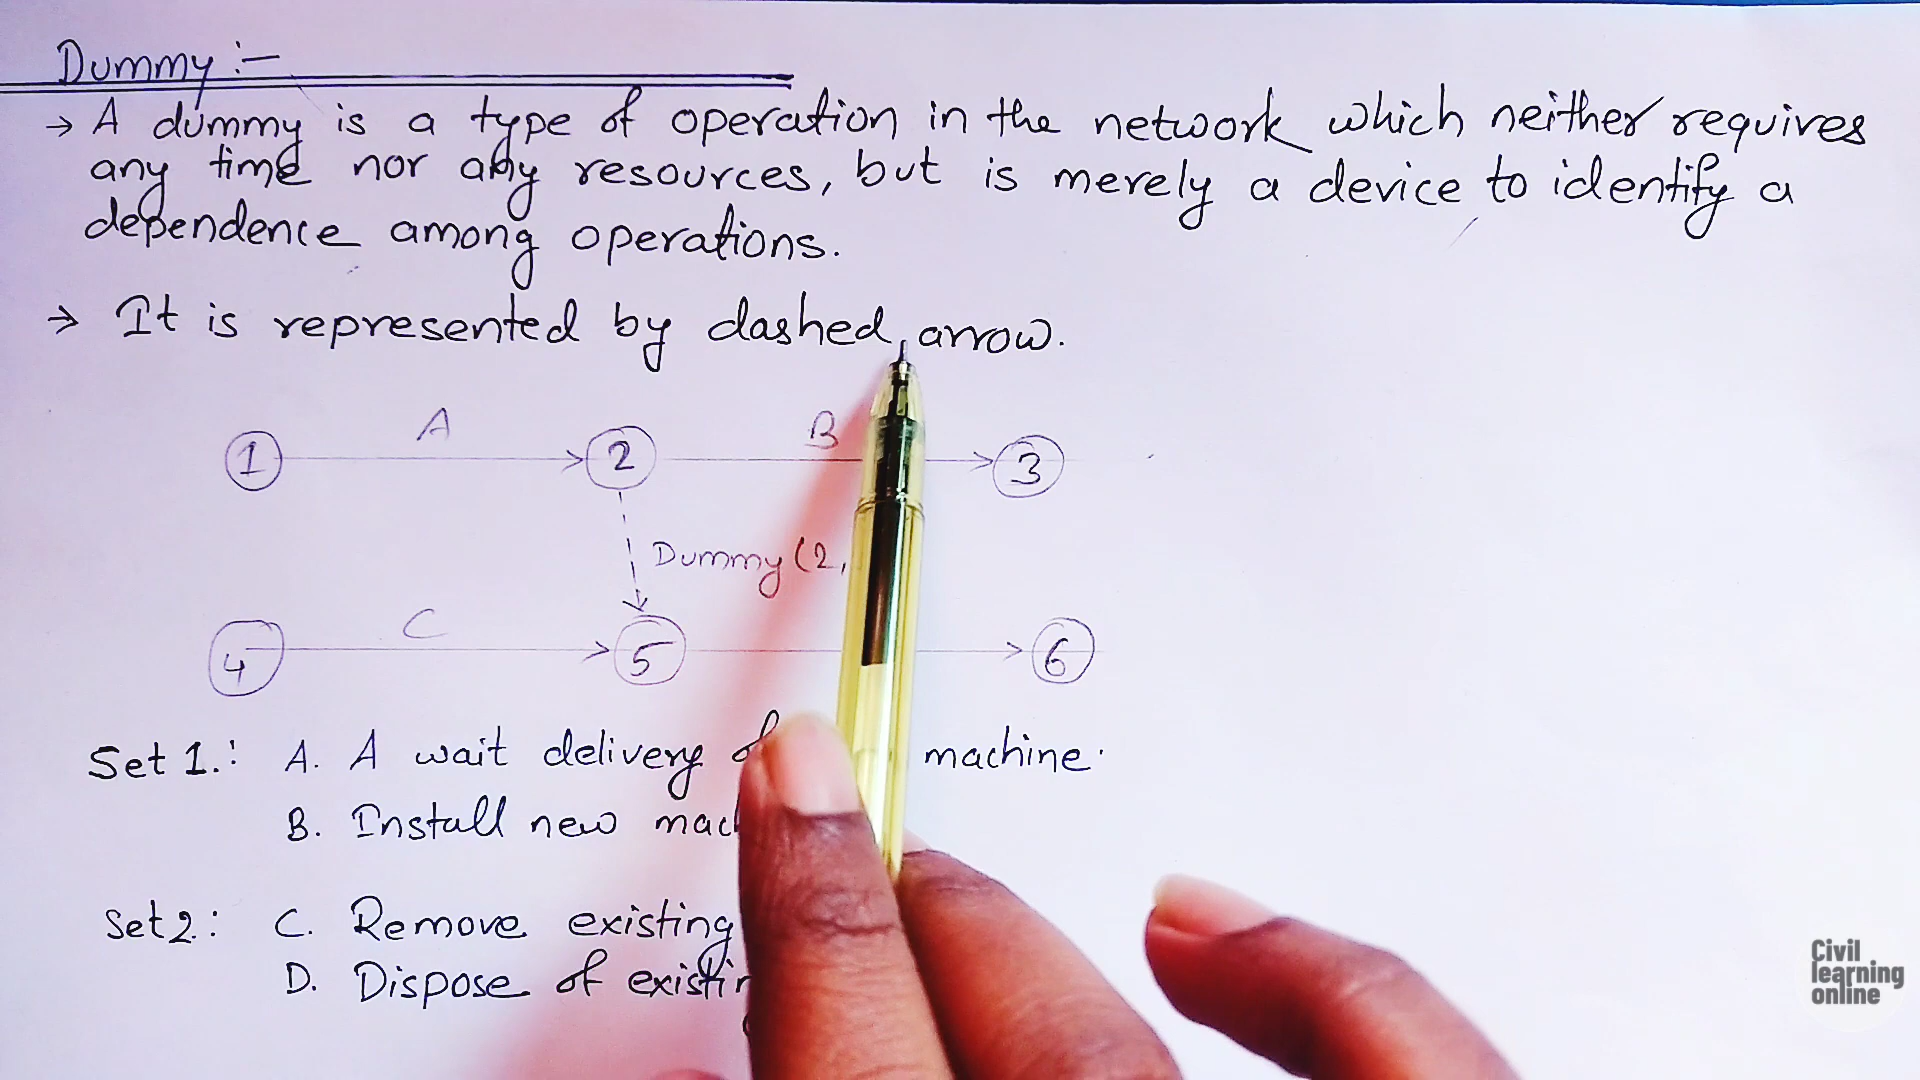 Dummy :-
→ A dummy is a type of operation in the network which neither requires
any time nor any resources, but is merely a device to identify a
dependence among operations.
→ It is represented by dashed arrow.
A B
1 2 3
Dummy (2,
C
4 5 6
Set 1.: A. A wait delivery of machine.
B. Install new
Set 2: C. Remove existing
D. Dispose of
Civil
learning
online